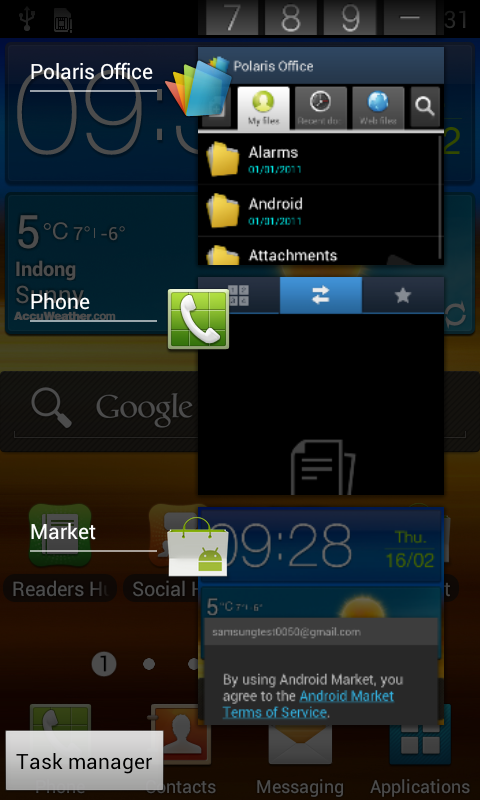 7 8 9 – 31
Polaris Office
Polaris Office
My files
Recent doc
Web files
Alarms
01/01/2011
Android
01/01/2011
Attachments
5°C 7°-6°
Indong
Sunny
AccuWeather.com
Phone
Google
Market
09:28
Thu.
16/02
5°C 7°-6°
samsungtest0050@gmail.com
By using Android Market, you
agree to the Android Market
Terms of Service.
Readers Hu
Social H
1
Task manager
Phone
Contacts
Messaging
Applications